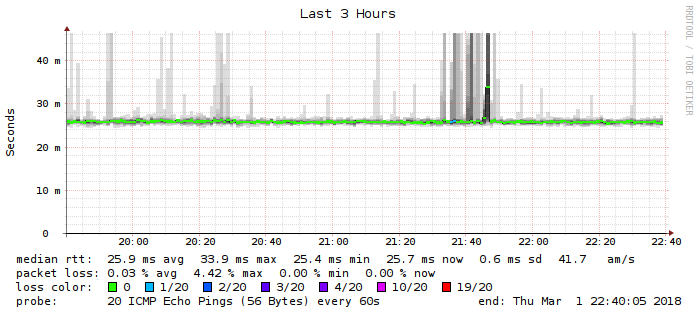 Last 3 Hours
RRDTOOL / TOBI OETIKER
Seconds
40 m
30 m
20 m
10 m
0
20:00 20:20 20:40 21:00 21:20 21:40 22:00 22:20 22:40
median rtt: 25.9 ms avg 33.9 ms max 25.4 ms min 25.7 ms now 0.6 ms sd 41.7 am/s
packet loss: 0.03 % avg 4.42 % max 0.00 % min 0.00 % now
loss color: 0 1/20 2/20 3/20 4/20 10/20 19/20
probe: 20 ICMP Echo Pings (56 Bytes) every 60s end: Thu Mar 1 22:40:05 2018